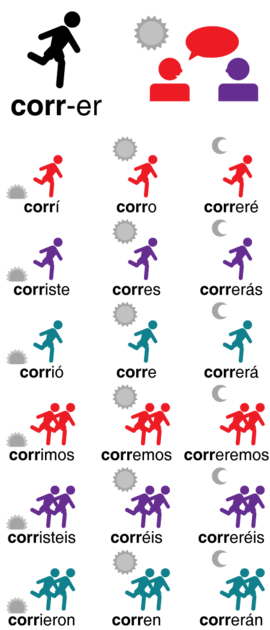 corr-er
corrí corro correré
corriste corres correrás
corrió corre correrá
corrimos corremos correremos
corristeis corréis correréis
corrieron corren correrán